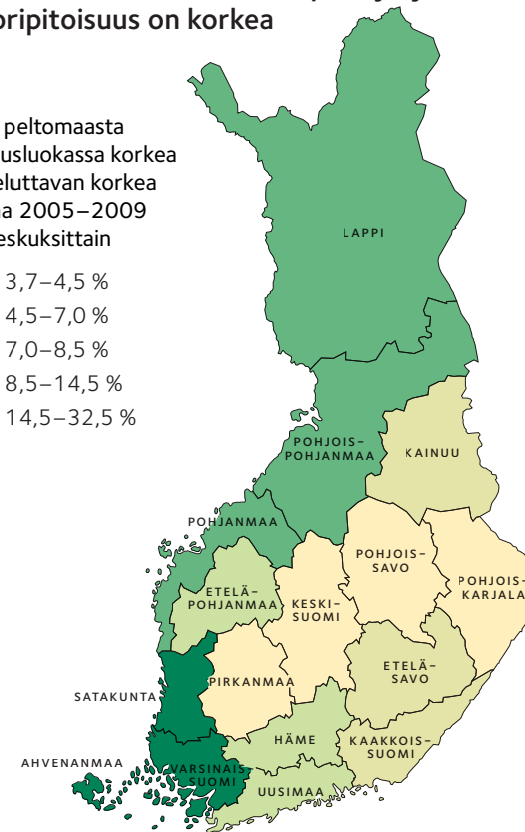 oripitoisuus on korkea
peltomaasta
usluokassa korkea
eluttavan korkea
a 2005–2009
eskuksittain
3,7–4,5 %
4,5–7,0 %
7,0–8,5 %
8,5–14,5 %
14,5–32,5 %
LAPPI
POHJOIS-
POHJANMAA
KAINUU
POHJANMAA
POHJOIS-
SAVO
POHJOIS-
KARJALA
ETELÄ-
POHJANMAA
KESKI-
SUOMI
ETELÄ-
SAVO
PIRKANMAA
SATAKUNTA
HÄME
KAAKKOIS-
SUOMI
AHVENANMAA
VARSINAIS
SUOMI
UUSIMAA